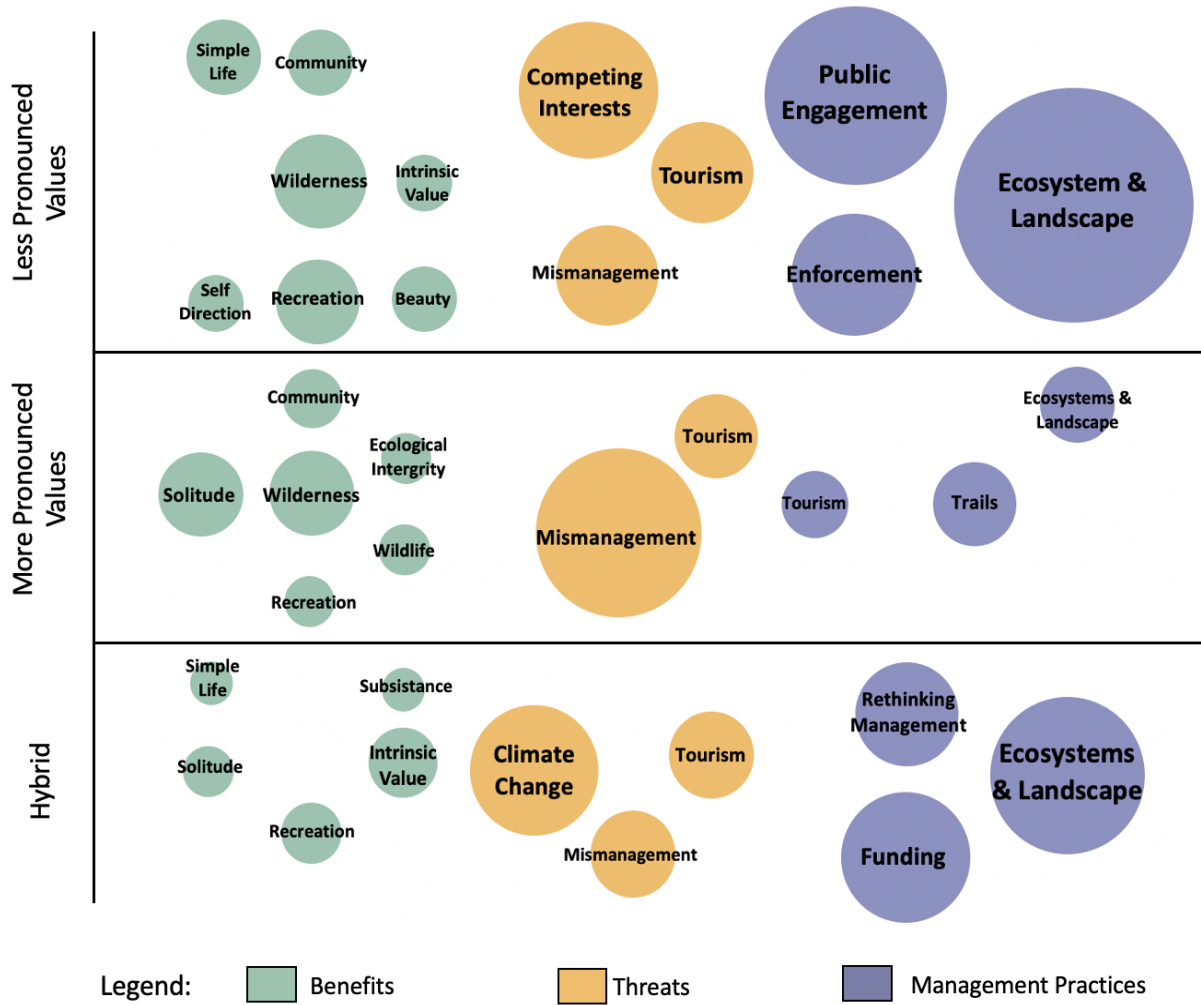 Less Pronounced
Values
Simple
Life
Community
Wilderness
Intrinsic
Value
Self
Direction
Recreation
Beauty
Competing
Interests
Tourism
Mismanagement
Public
Engagement
Enforcement
Ecosystem &
Landscape
More Pronounced
Values
Community
Solitude
Wilderness
Ecological
Intergrity
Wildlife
Recreation
Tourism
Mismanagement
Tourism
Trails
Ecosystems &
Landscape
Hybrid
Simple
Life
Solitude
Subsistance
Intrinsic
Value
Recreation
Climate
Change
Tourism
Mismanagement
Rethinking
Management
Funding
Ecosystems
& Landscape
Legend:
Benefits
Threats
Management Practices